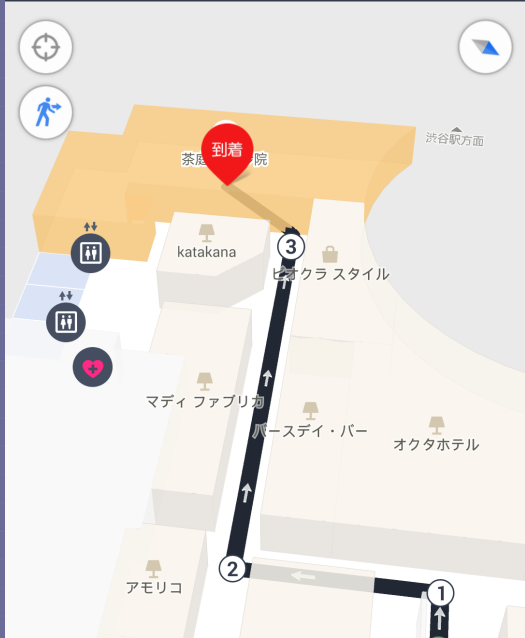 渋谷駅方面
到着
茶庭
院
katakana
3
ビオクラ スタイル
マディ ファブリカ
バースデイ・バー
オクタホテル
2
アモリコ
1